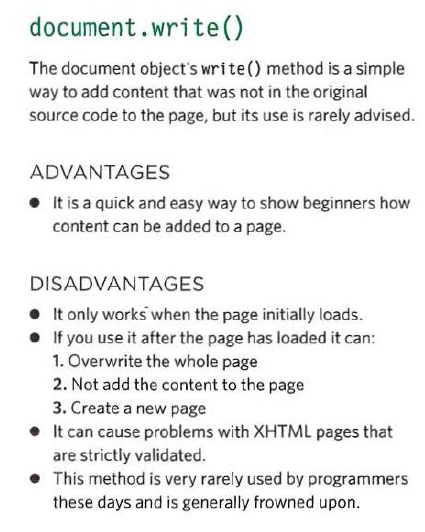 document.write()
The document object's write() method is a simple
way to add content that was not in the original
source code to the page, but its use is rarely advised.
ADVANTAGES
● It is a quick and easy way to show beginners how
content can be added to a page.
DISADVANTAGES
● It only works when the page initially loads.
● If you use it after the page has loaded it can:
1. Overwrite the whole page
2. Not add the content to the page
3. Create a new page
● It can cause problems with XHTML pages that
are strictly validated.
● This method is very rarely used by programmers
these days and is generally frowned upon.